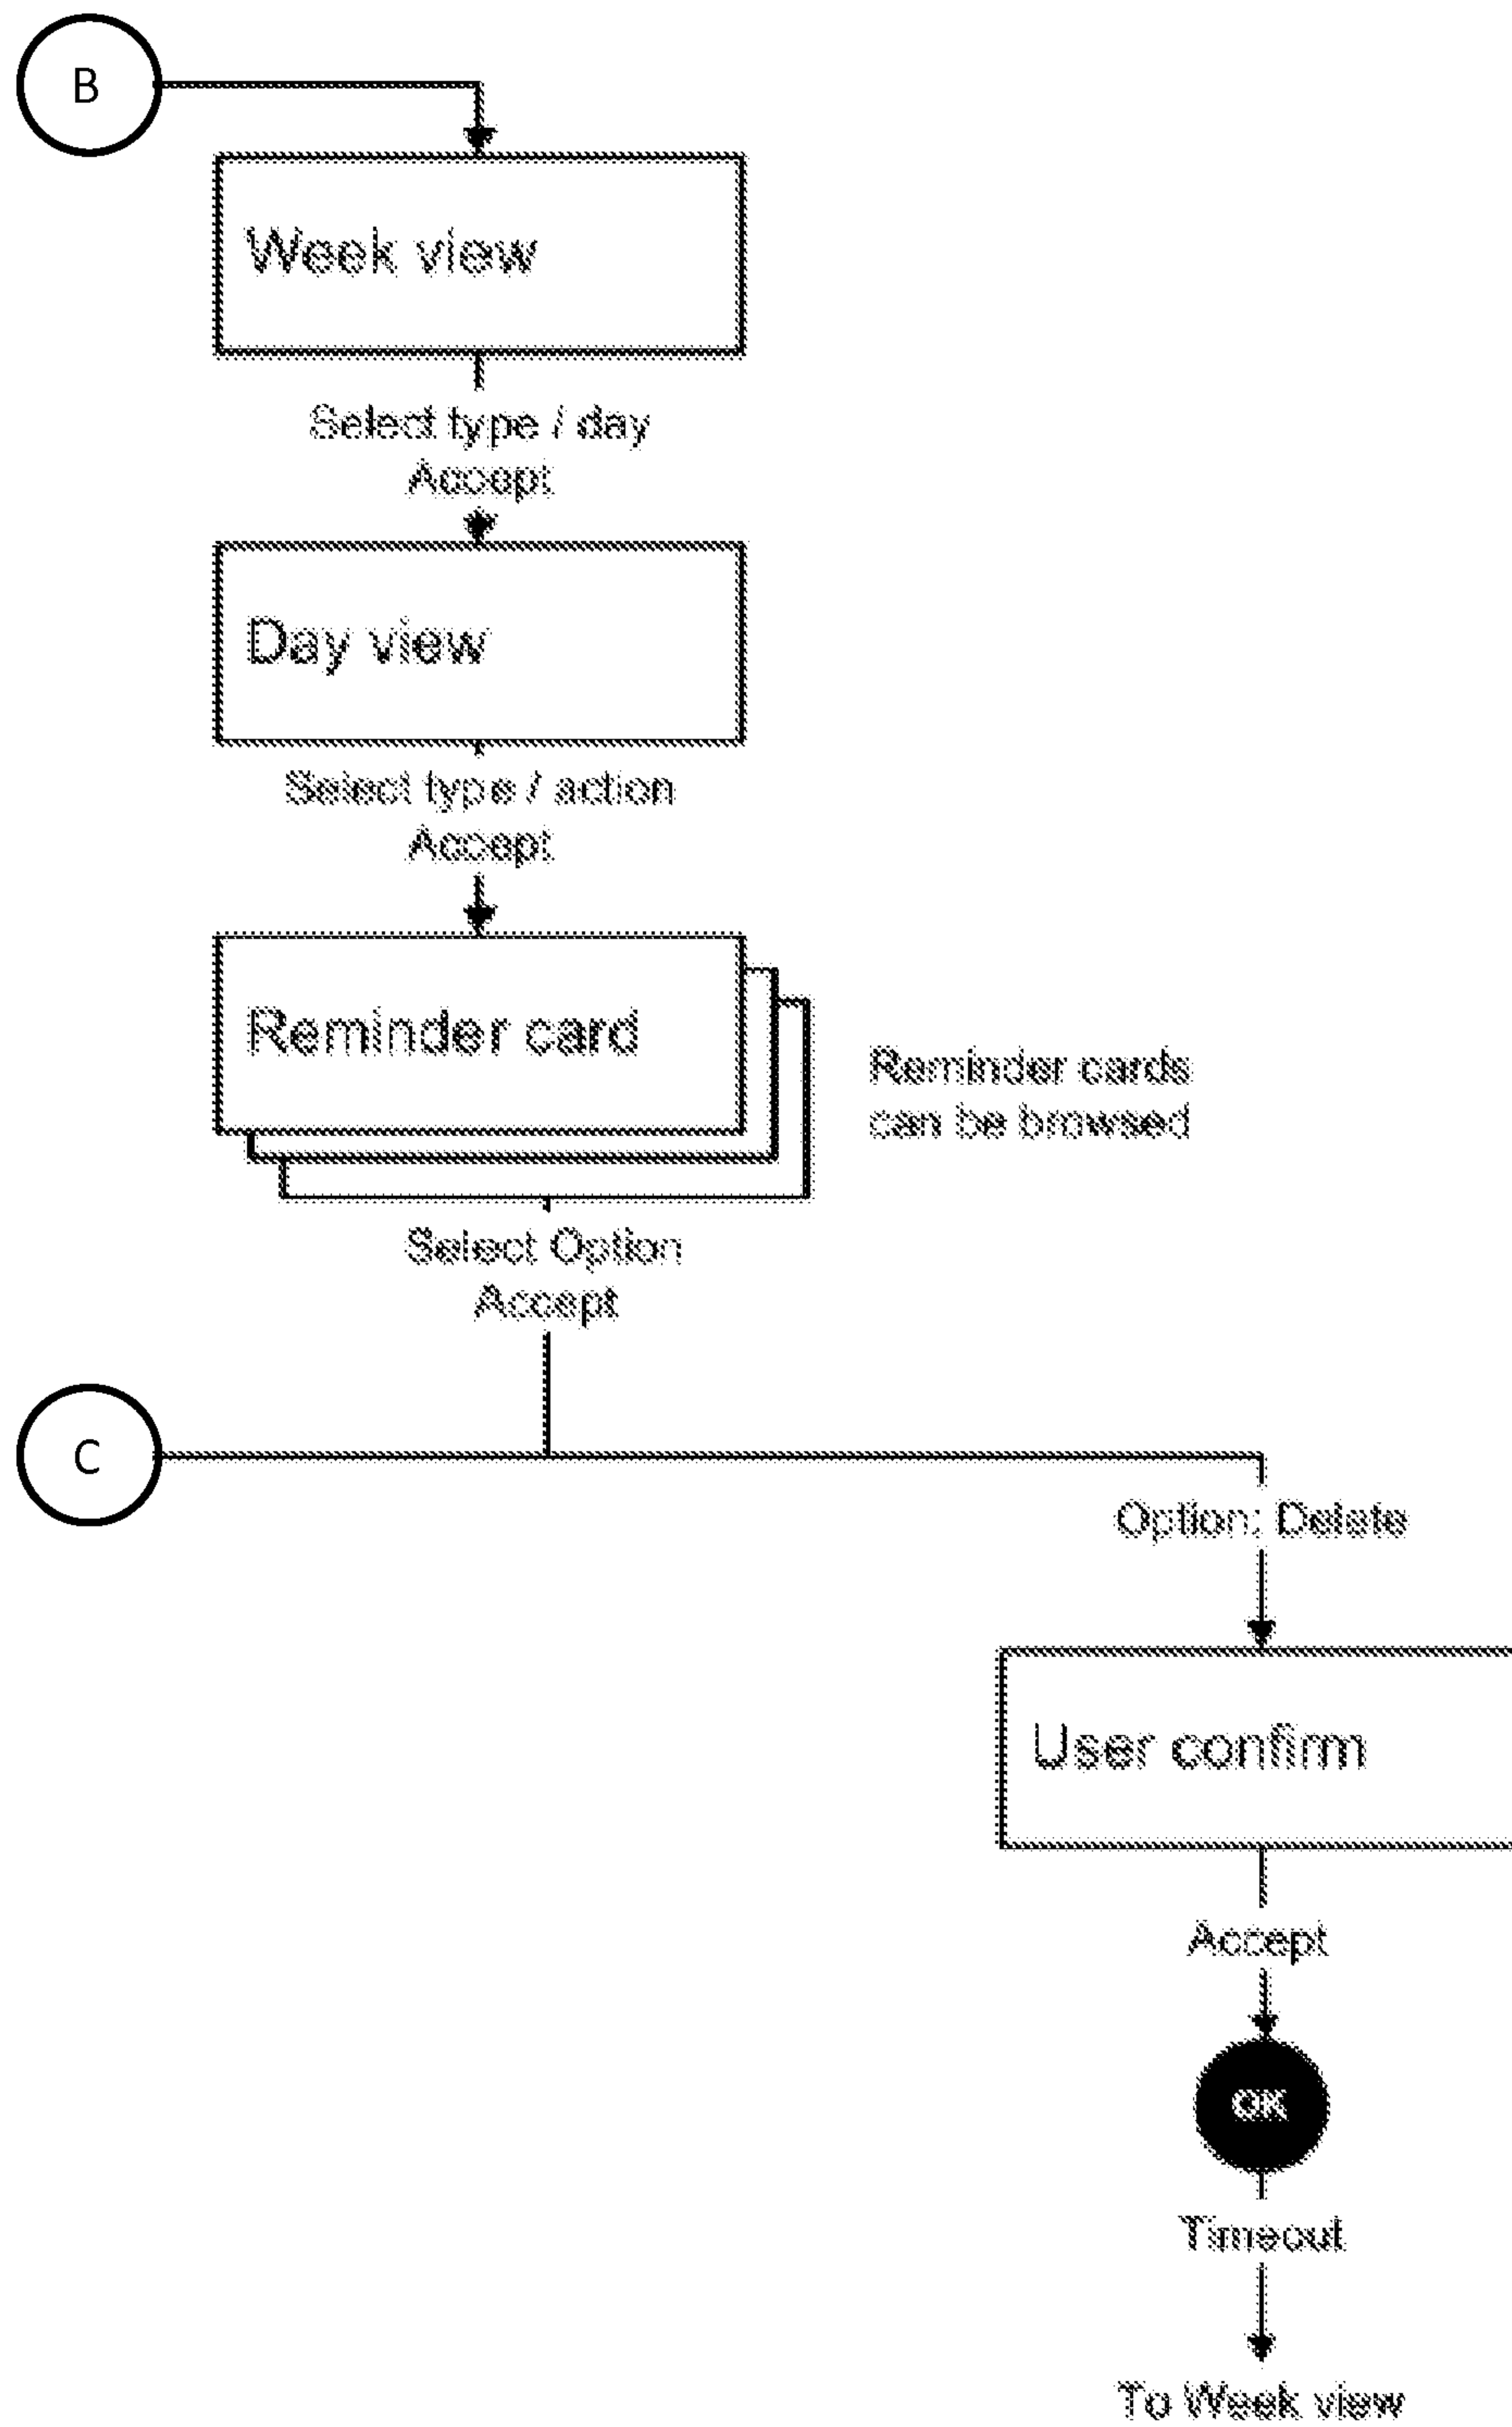 B
Week view
Select type / day
Accept
Day view
Select type / action
Accept
Reminder card
Reminder cards
can be browsed
Select Option
Accept
C
Option: Delete
User confirm
Accept
OK
Timeout
To Week view